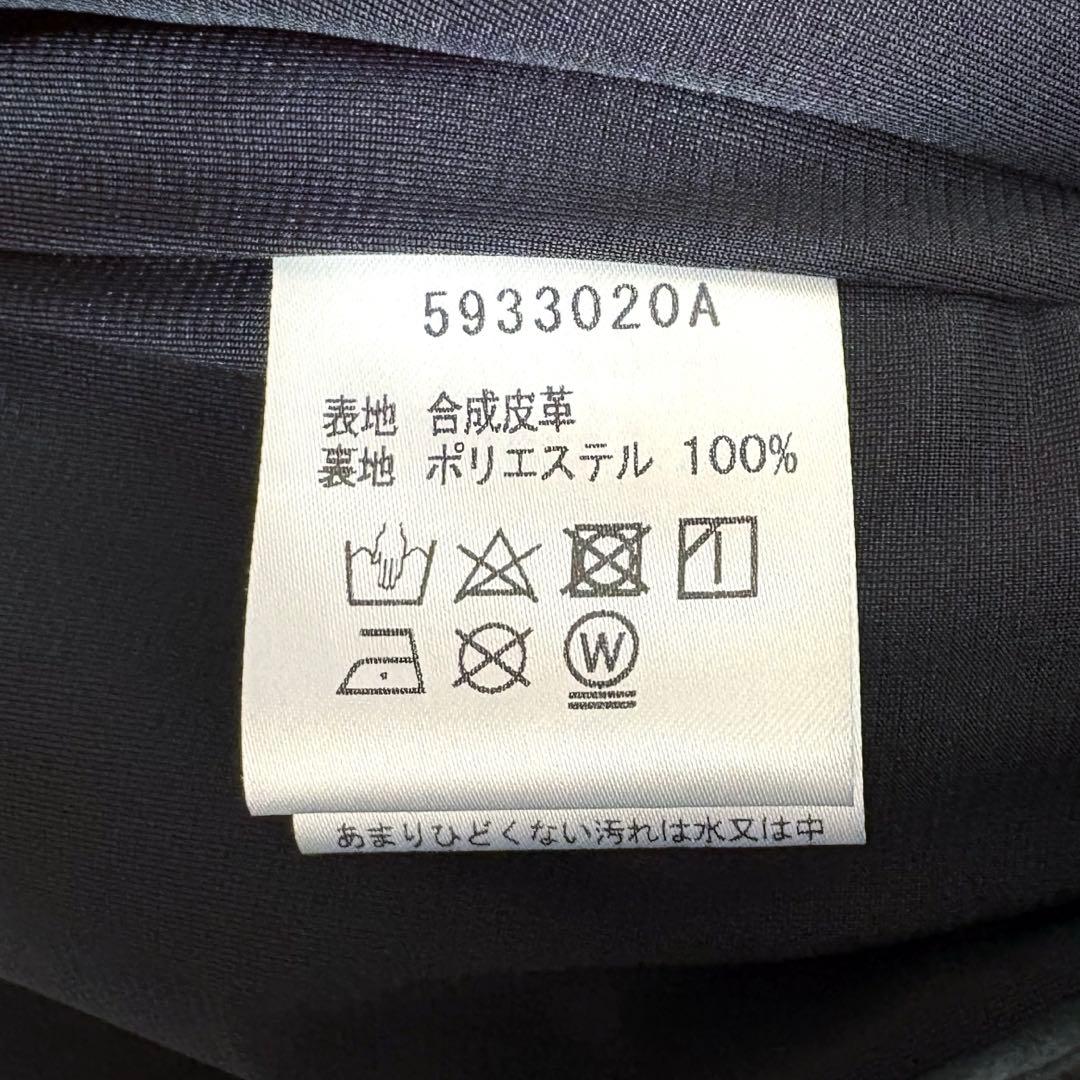 5933020A
表地 合成皮革
裏地 ポリエステル 100%
W
あまりひどくない汚れは水又は中